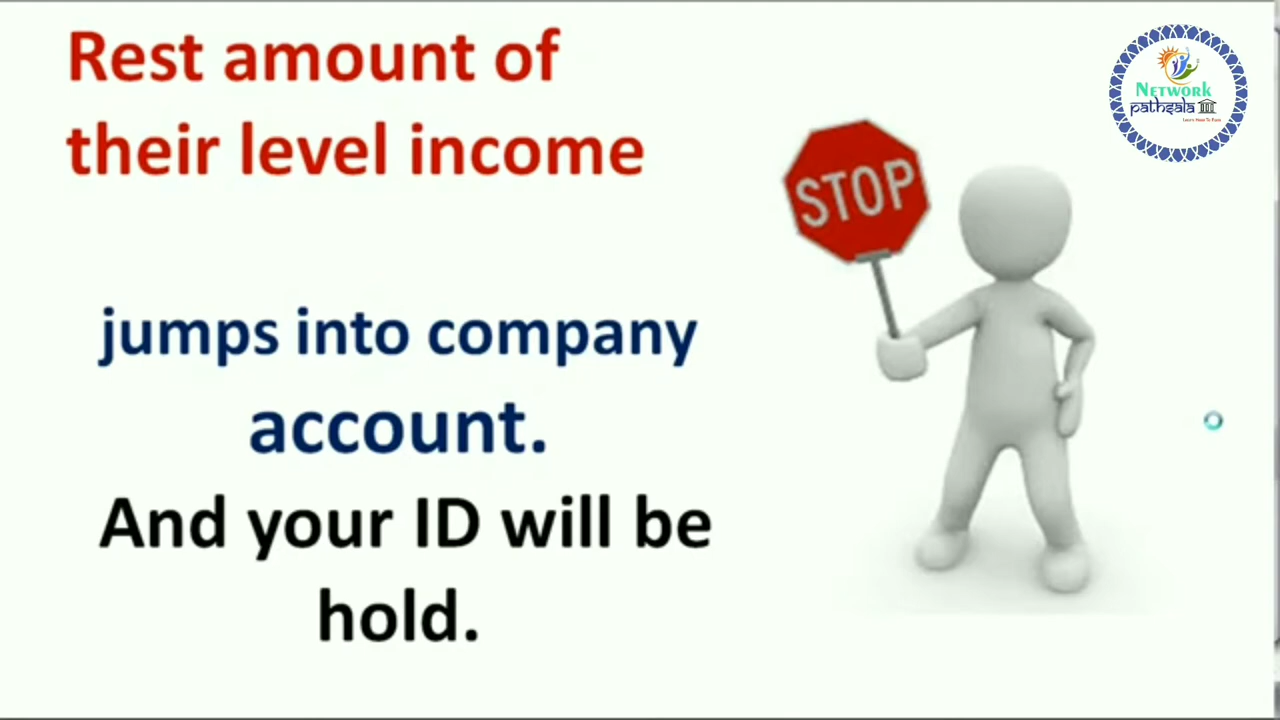 Rest amount of
their level income
jumps into company
account.
And your ID will be
hold.
STOP
NETWORK
pathsala